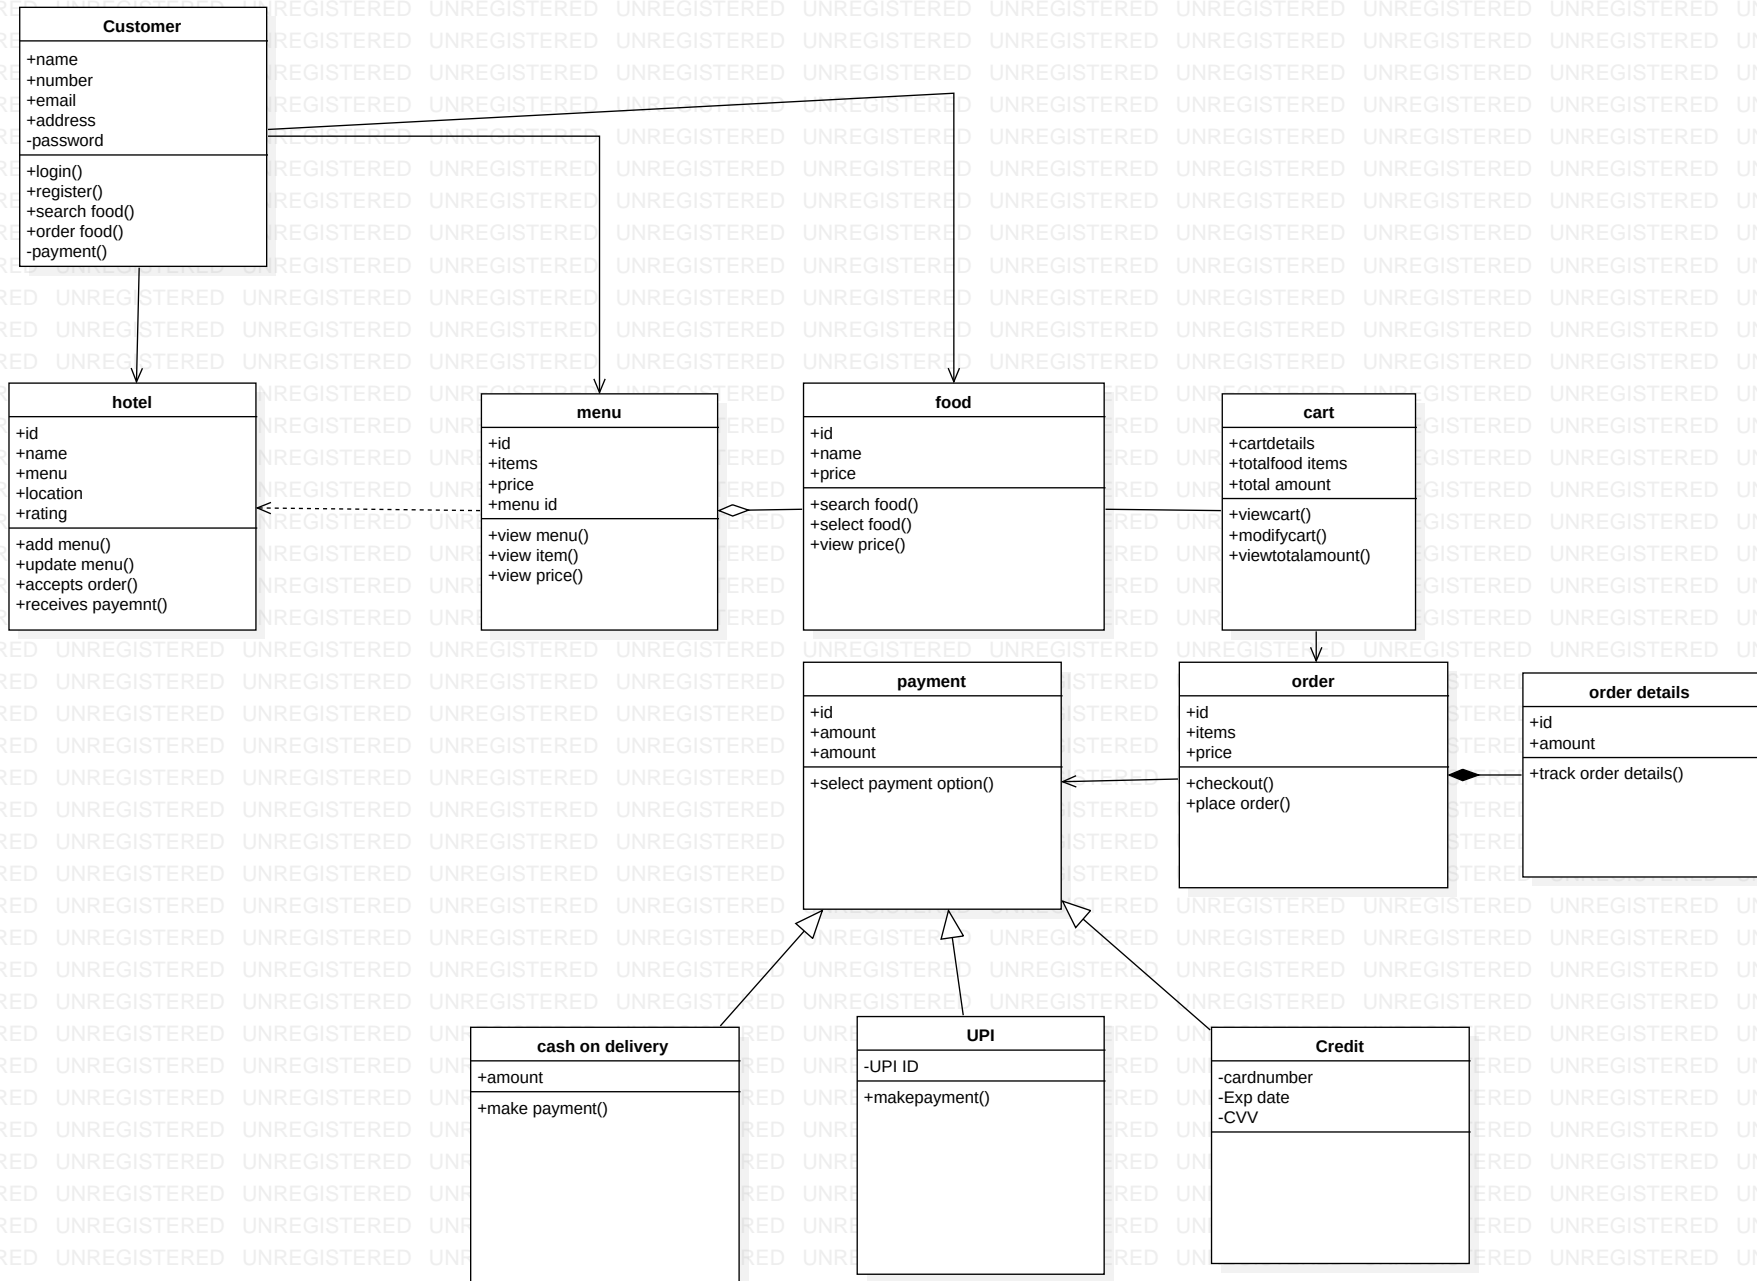 Customer
+name
+number
+email
+address
-password
+login()
+register()
+search food()
+order food()
-payment()
hotel
+id
+name
+menu
+location
+rating
+add menu()
+update menu()
+accepts order()
+receives payemnt()
menu
+id
+items
+price
+menu id
+view menu()
+view item()
+view price()
food
+id
+name
+price
+search food()
+select food()
+view price()
cart
+cartdetails
+totalfood items
+total amount
+viewcart()
+modifycart()
+viewtotalamount()
payment
+id
+amount
+amount
+select payment option()
order
+id
+items
+price
+checkout()
+place order()
order details
+id
+amount
+track order details()
cash on delivery
+amount
+make payment()
UPI
-UPI ID
+makepayment()
Credit
-cardnumber
-Exp date
-CVV
UNREGISTERED